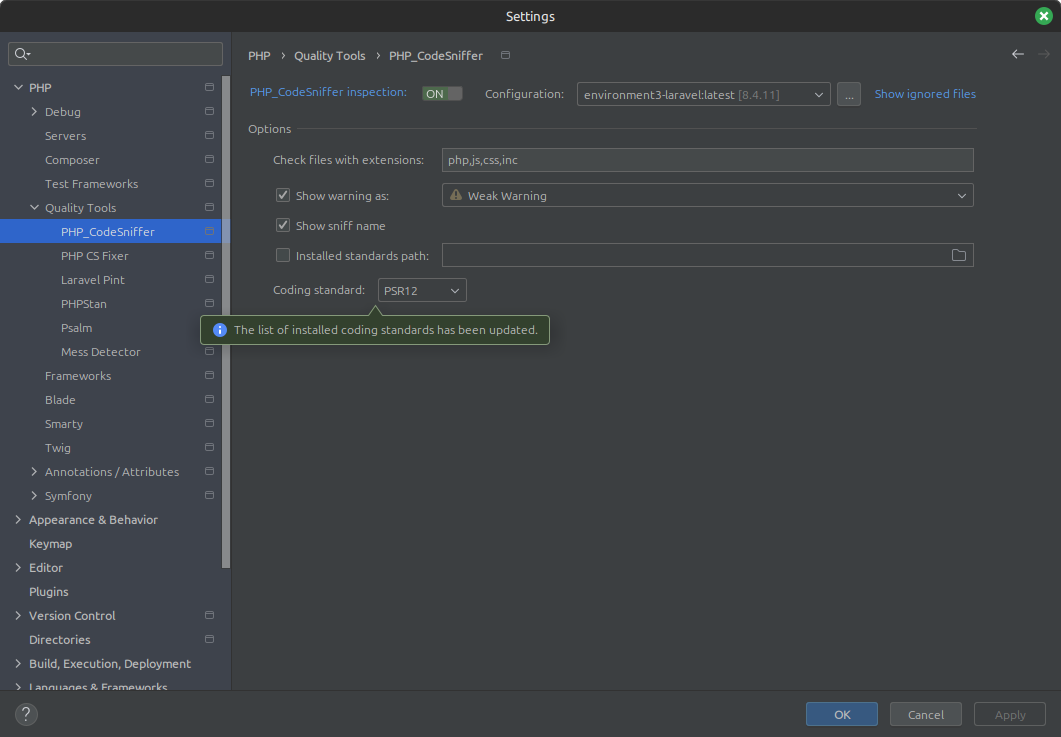 Settings
PHP › Quality Tools › PHP_CodeSniffer
PHP
Debug
Servers
Composer
Test Frameworks
Quality Tools
PHP_CodeSniffer
PHP CS Fixer
Laravel Pint
PHPStan
Psalm
Mess Detector
Frameworks
Blade
Smarty
Twig
Annotations / Attributes
Symfony
Appearance & Behavior
Keymap
Editor
Plugins
Version Control
Directories
Build, Execution, Deployment
Languages & Frameworks
PHP_CodeSniffer inspection: ON Configuration: environment3-laravel:latest [8.4.11] ... Show ignored files
Options
Check files with extensions: php,js,css,inc
Show warning as: Weak Warning
Show sniff name
Installed standards path:
Coding standard: PSR12
The list of installed coding standards has been updated.
? OK Cancel Apply